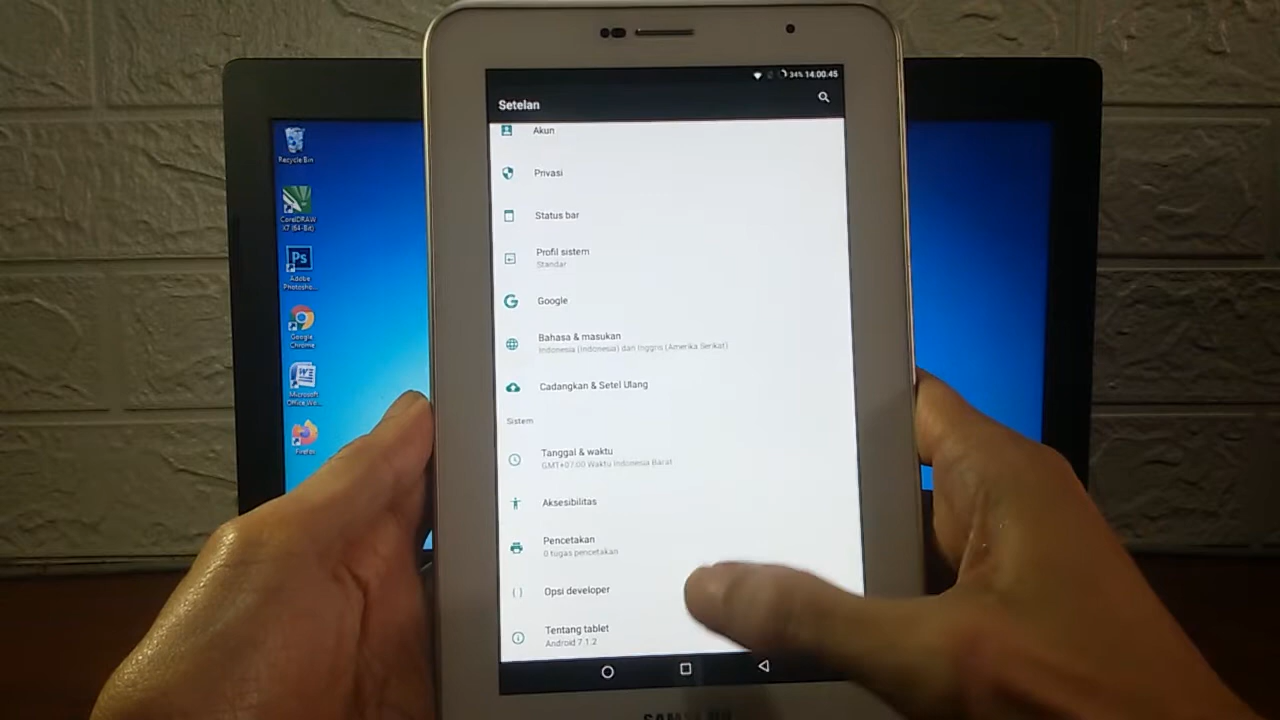 34% 14.00.45
Setelan
Akun
Privasi
Status bar
Profil sistem
Standar
Google
Bahasa & masukan
Indonesia (Indonesia) dan Inggris (Amerika Serikat)
Cadangkan & Setel Ulang
Sistem
Tanggal & waktu
GMT+07.00 Waktu Indonesia Barat
Aksesibilitas
Pencetakan
0 tugas pencetakan
Opsi developer
Tentang tablet
Android 7.1.2
SAMSUNG
Recycle Bin
CorelDRAW
X7 (64-Bit)
Ps
Adobe
Photosho...
Google
Chrome
Microsoft
Office Wo...
Firefox